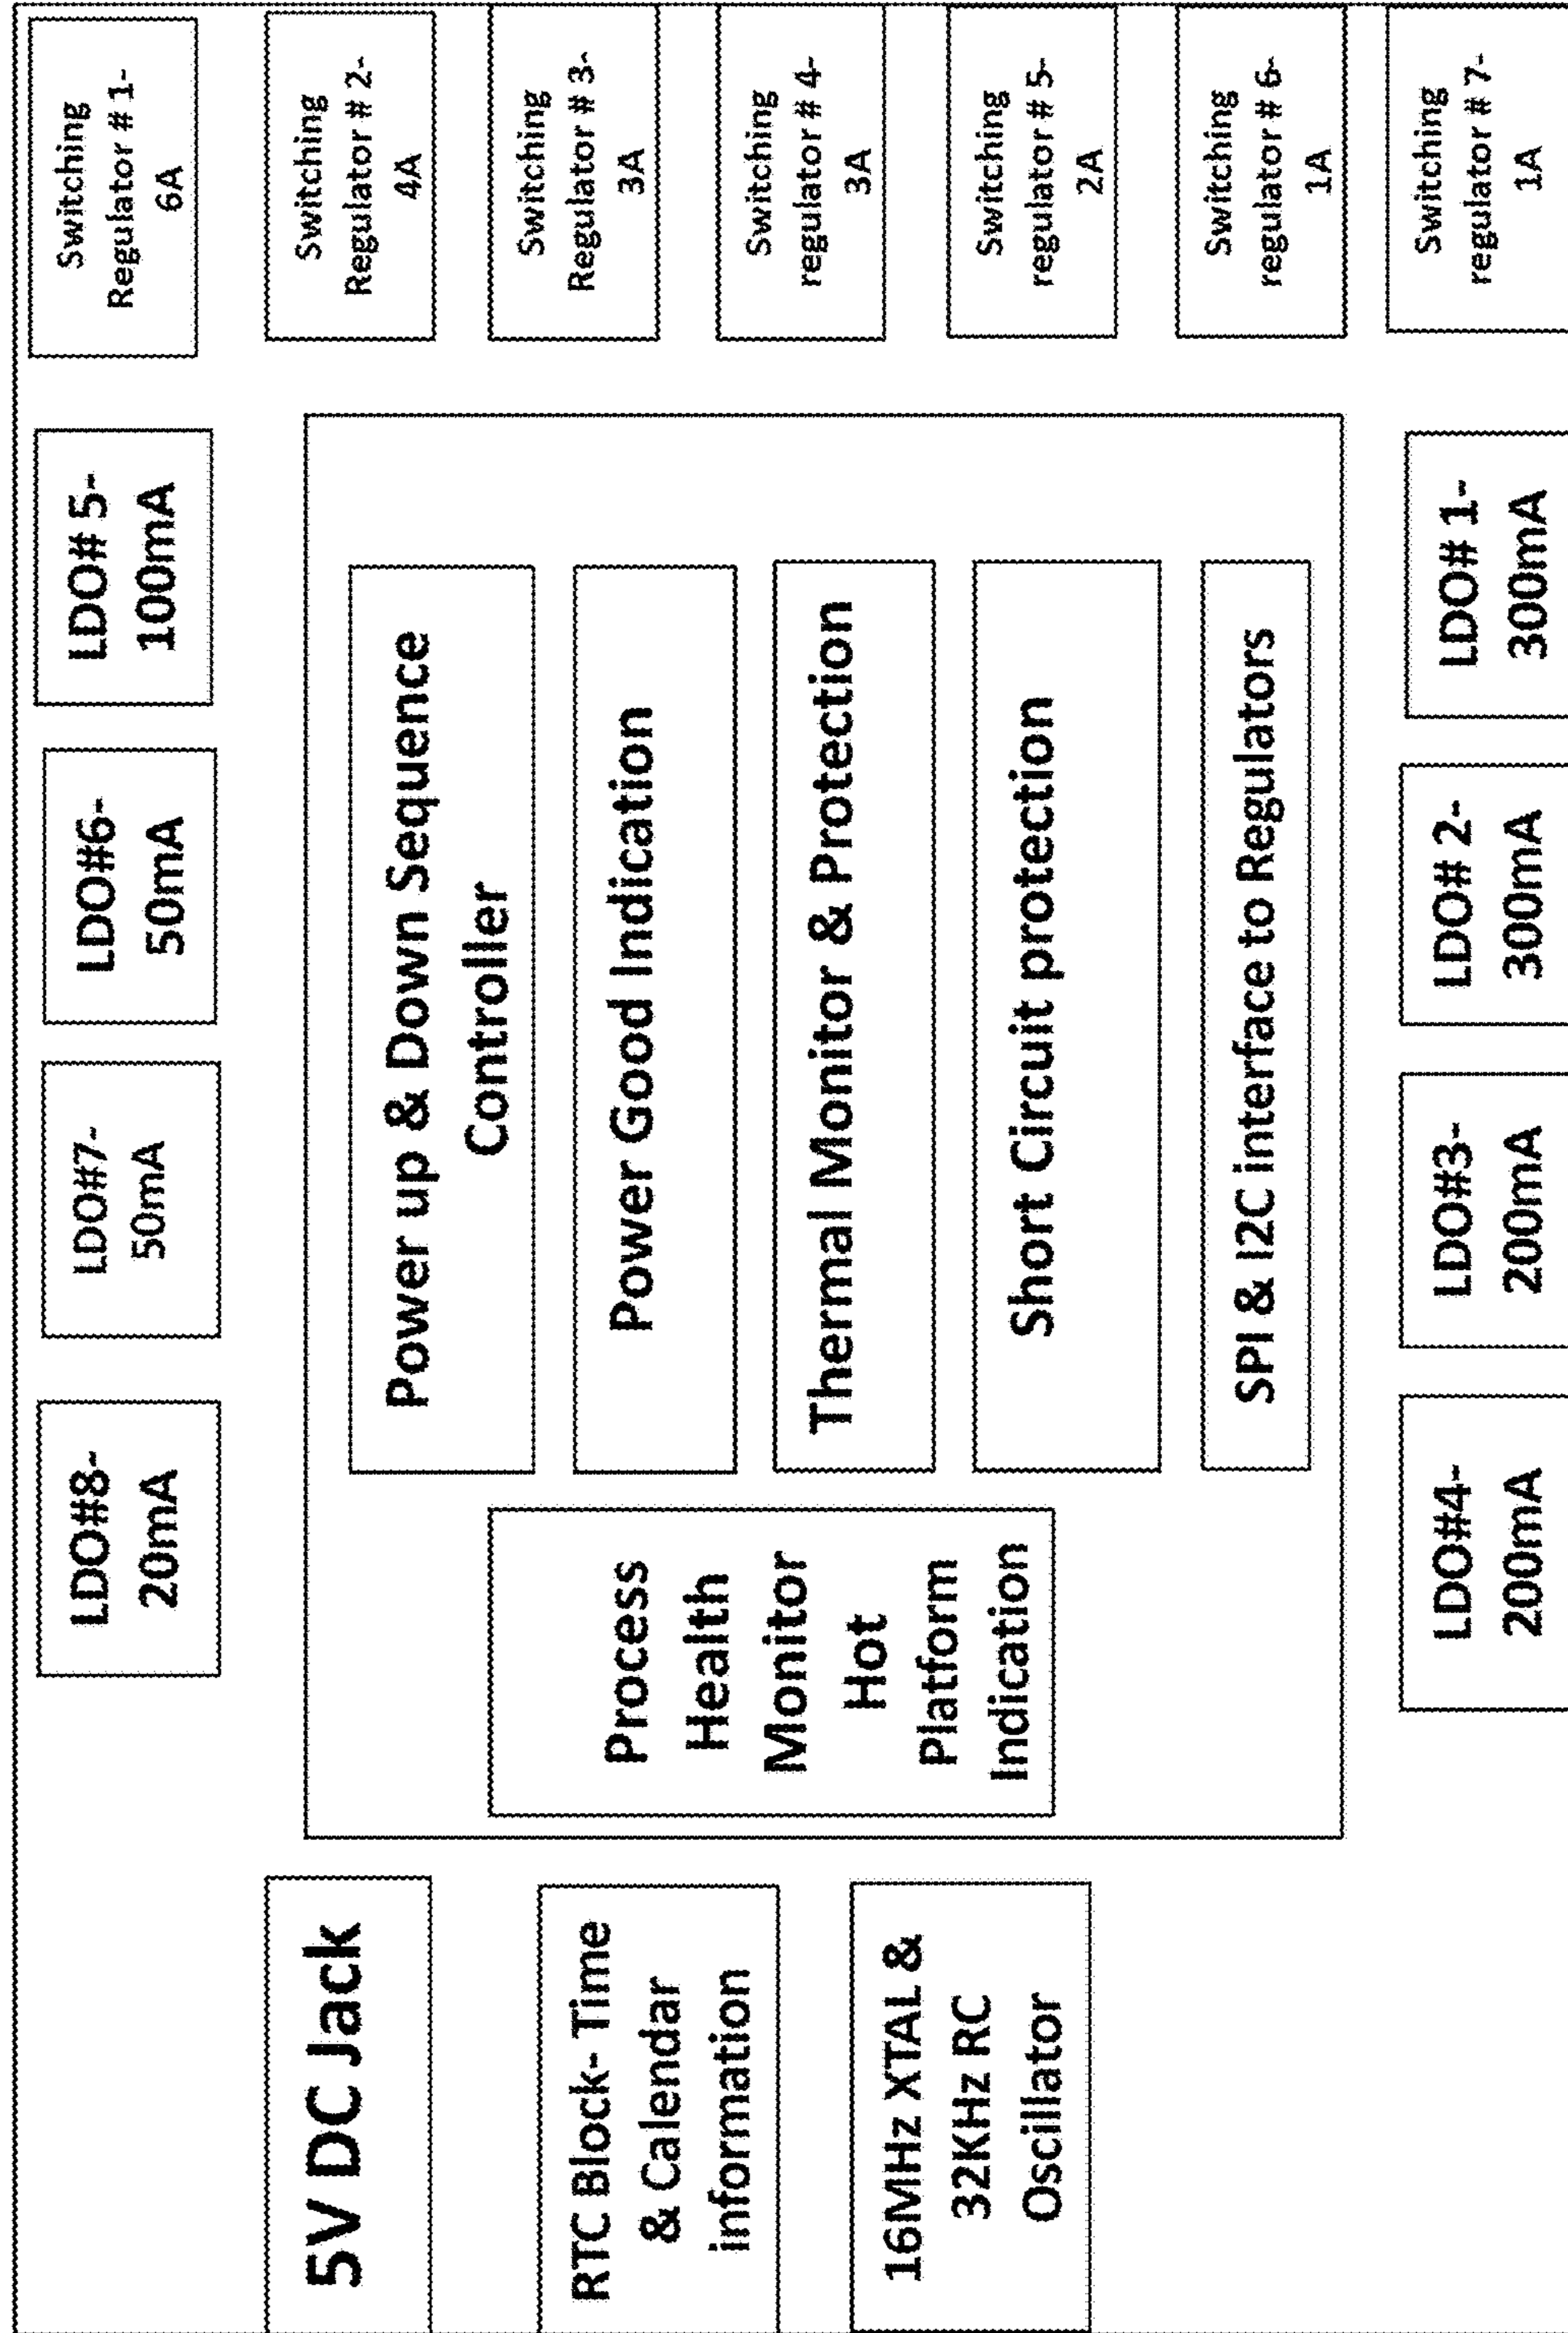 LDO#8-
20mA
LDO#7-
50mA
LDO#6-
50mA
LDO# 5-
100mA
Switching
Regulator # 1-
6A
5V DC Jack
RTC Block- Time
& Calendar
information
16MHz XTAL &
32KHz RC
Oscillator
Process
Health
Monitor
Hot
Platform
Indication
Power up & Down Sequence
Controller
Power Good Indication
Thermal Monitor & Protection
Short Circuit protection
SPI & I2C interface to Regulators
Switching
Regulator # 2-
4A
Switching
Regulator # 3-
3A
Switching
regulator # 4-
3A
Switching
regulator # 5-
2A
Switching
regulator # 6-
1A
LDO#4-
200mA
LDO#3-
200mA
LDO# 2-
300mA
LDO# 1-
300mA
Switching
regulator # 7-
1A